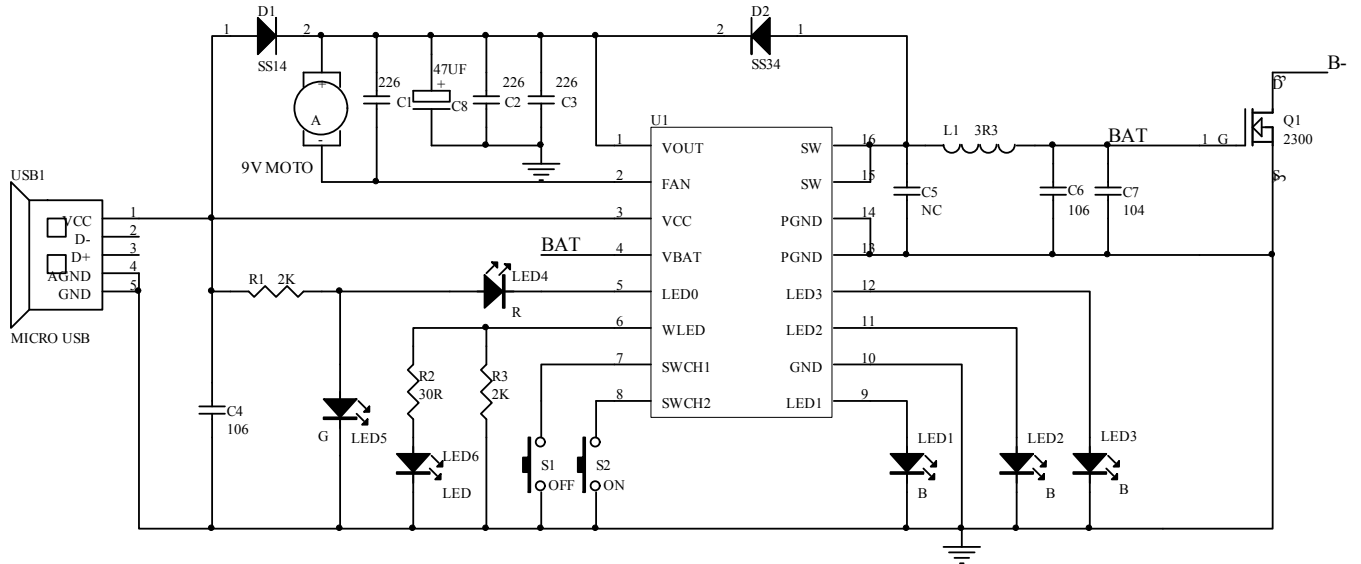 D1
1 2
SS14
D2
2 1
SS34
B-
D
Q1
2300
1 G
S
226
C1
47UF
+
C8
226
C2
226
C3
+
A
-
9V MOTO
U1
1 VOUT
2 FAN
3 VCC
4 VBAT
5 LED0
6 WLED
7 SWCH1
8 SWCH2
16 SW
15 SW
14 PGND
13 PGND
12 LED3
11 LED2
10 GND
9 LED1
L1 3R3
BAT
C5
NC
C6
106
C7
104
USB1
VCC 1
D- 2
D+ 3
AGND 4
GND 5
MICRO USB
BAT
R1 2K
LED4
R
R2
30R
R3
2K
C4
106
G LED5
LED6
LED
S1
OFF
S2
ON
LED1
B
LED2
B
LED3
B